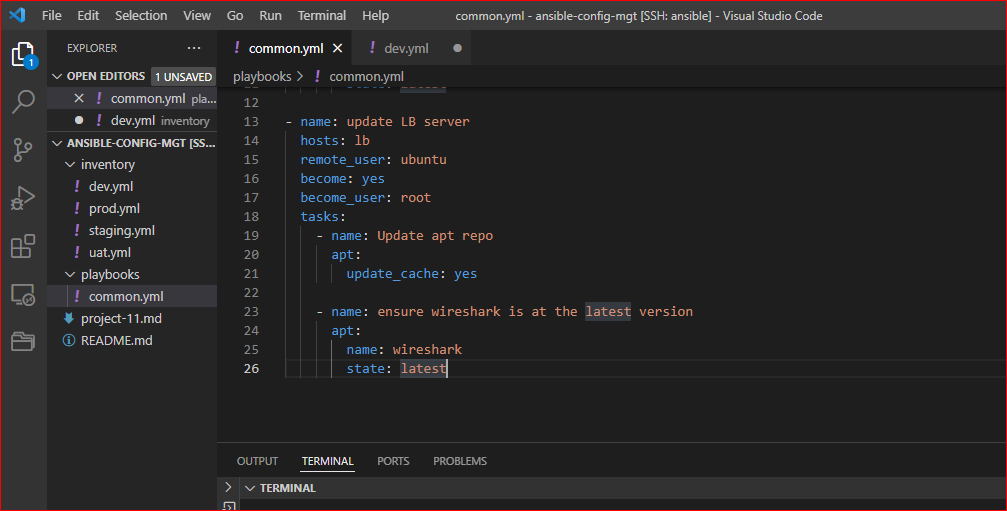 File Edit Selection View Go Run Terminal Help common.yml - ansible-config-mgt [SSH: ansible] - Visual Studio Code
EXPLORER ···
OPEN EDITORS 1 UNSAVED
× ! common.yml pla...
● ! dev.yml inventory
ANSIBLE-CONFIG-MGT [SS...
inventory
! dev.yml
! prod.yml
! staging.yml
! uat.yml
playbooks
! common.yml
project-11.md
README.md
1
! common.yml × ! dev.yml ●
playbooks > ! common.yml
12
13 - name: update LB server
14 hosts: lb
15 remote_user: ubuntu
16 become: yes
17 become_user: root
18 tasks:
19 - name: Update apt repo
20 apt:
21 update_cache: yes
22
23 - name: ensure wireshark is at the latest version
24 apt:
25 name: wireshark
26 state: latest
OUTPUT TERMINAL PORTS PROBLEMS
TERMINAL